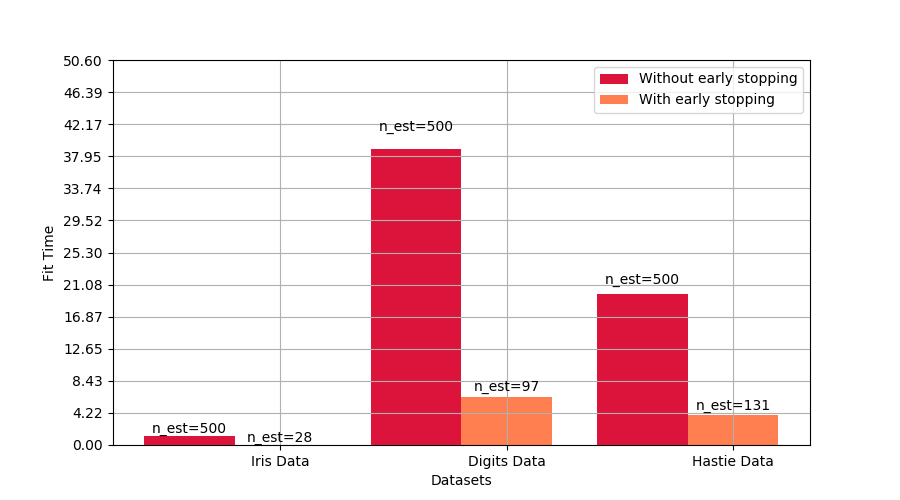 50.60
46.39
42.17
37.95
33.74
29.52
25.30
21.08
16.87
12.65
8.43
4.22
0.00
Fit Time
Without early stopping
With early stopping
n_est=500
n_est=28
n_est=500
n_est=97
n_est=500
n_est=131
Iris Data
Digits Data
Hastie Data
Datasets